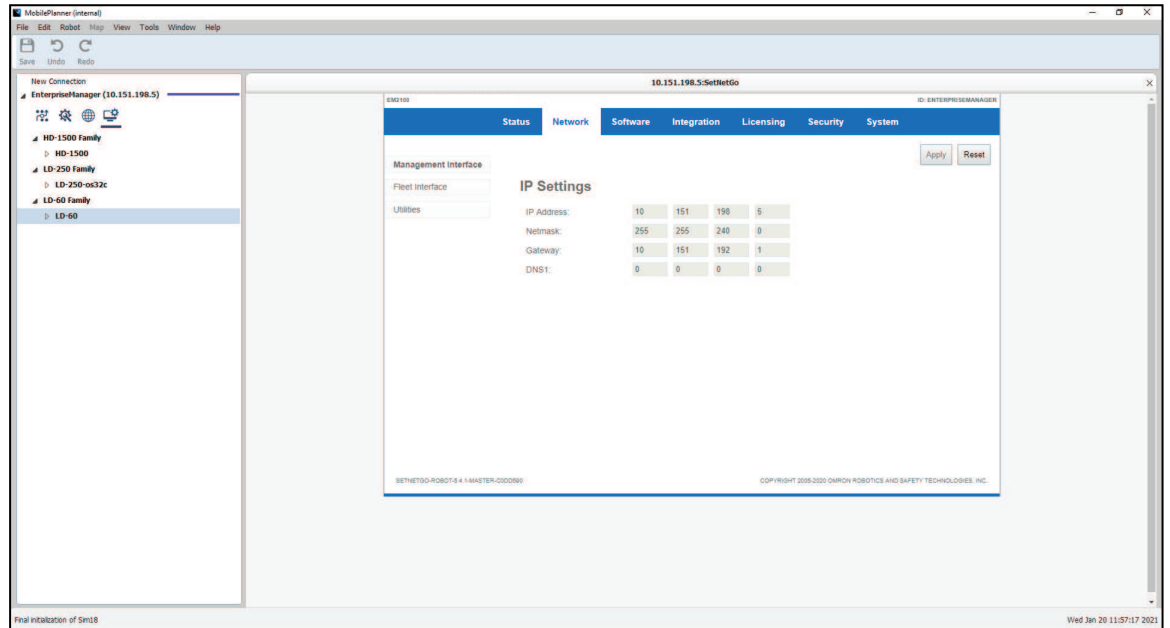 MobilePlanner (internal)
File Edit Robot Map View Tools Window Help
Save Undo Redo
New Connection
EnterpriseManager (10.151.198.5)
HD-1500 Family
HD-1500
LD-250 Family
LD-250-os32c
LD-60 Family
LD-60
10.151.198.5:SetNetGo
EM2100 ID: ENTERPRISEMANAGER
Status Network Software Integration Licensing Security System
Apply Reset
Management Interface
Fleet Interface
Utilities
IP Settings
IP Address: 10 151 198 5
Netmask: 255 255 240 0
Gateway: 10 151 192 1
DNS1: 0 0 0 0
COPYRIGHT 2006-2020 OMRON ROBOTICS AND SAFETY TECHNOLOGIES, INC.
Final initialization of Sim18
Wed Jan 20 11:57:17 2021